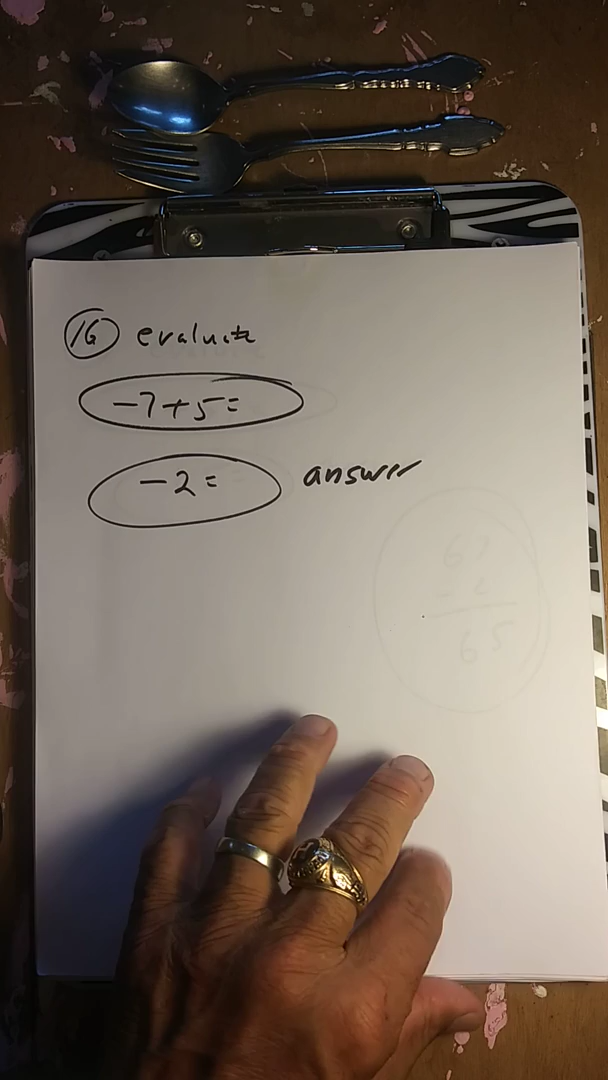 16 evaluate
-7+5=
-2= answer